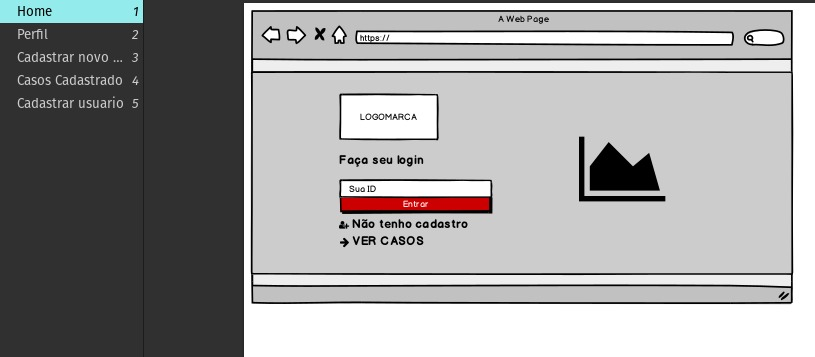 Home 1
Perfil 2
Cadastrar novo ... 3
Casos Cadastrado 4
Cadastrar usuario 5
A Web Page
https://
LOGOMARCA
Faça seu login
Sua ID
Entrar
Não tenho cadastro
VER CASOS